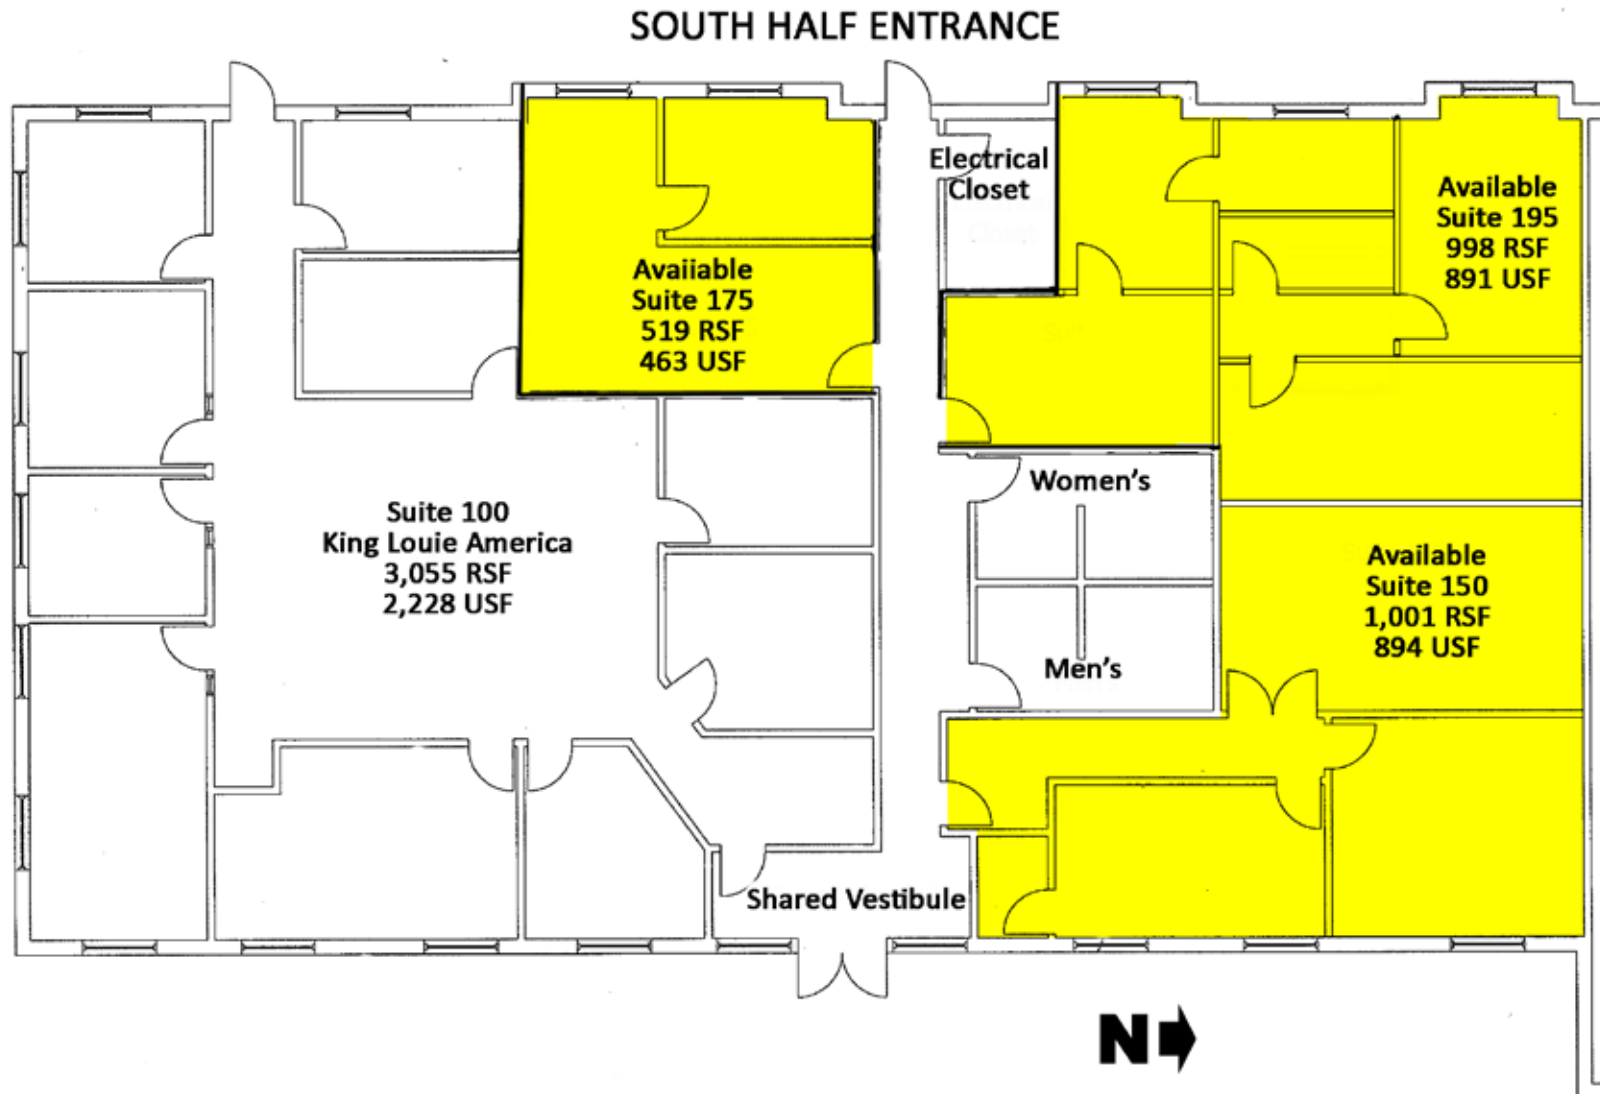 SOUTH HALF ENTRANCE
Electrical
Closet
Available
Suite 195
998 RSF
891 USF
Avaiiable
Suite 175
519 RSF
463 USF
Women's
Suite 100
King Louie America
3,055 RSF
2,228 USF
Available
Suite 150
1,001 RSF
894 USF
Men's
Shared Vestibule
N